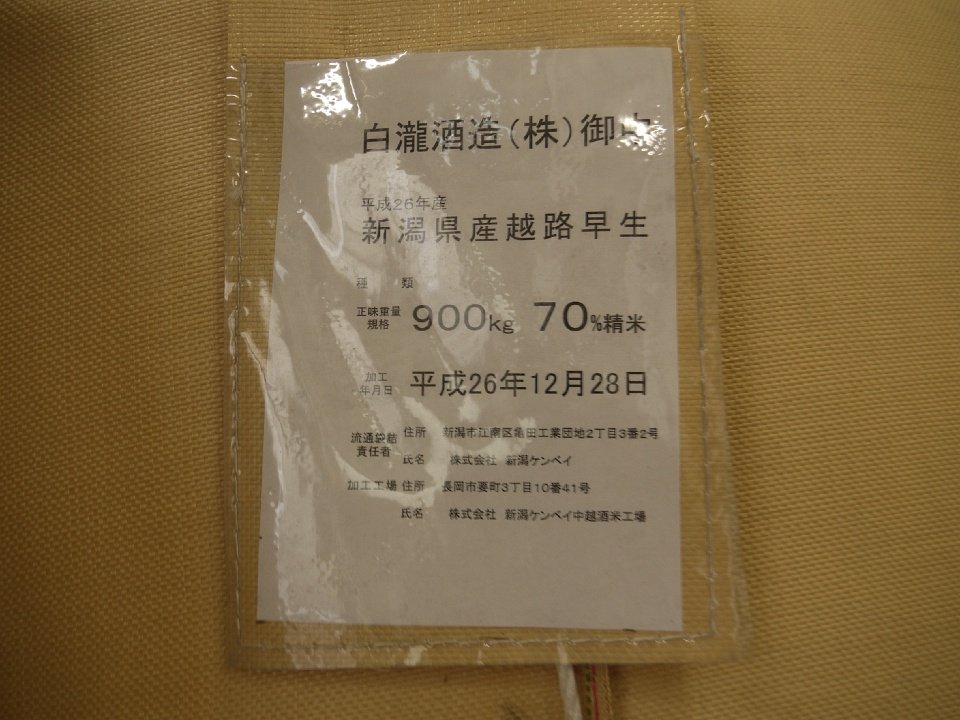 白瀧酒造(株)御中
平成26年産
新潟県産越路早生
種 類
正味重量
規格 900kg 70%精米
加工
年月日 平成26年12月28日
流通袋詰
責任者 住所 新潟市江南区亀田工業団地2丁目3番2号
氏名 株式会社 新潟ケンベイ
加工工場 住所 長岡市要町3丁目10番41号
氏名 株式会社 新潟ケンベイ中越酒米工場